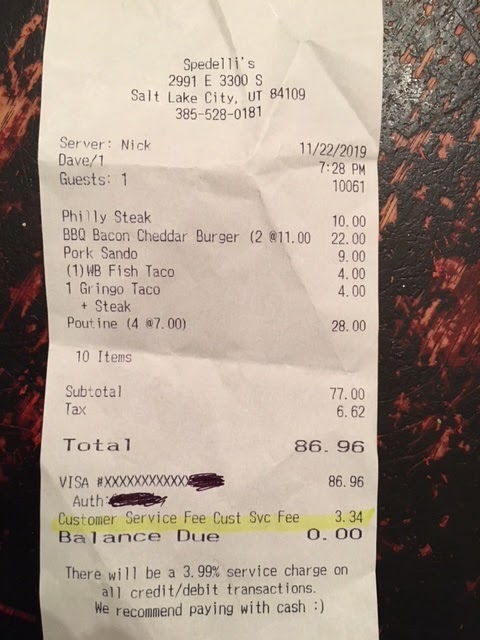 Spedelli's
2991 E 3300 S
Salt Lake City, UT 84109
385-528-0181
Server: Nick 11/22/2019
Dave/1 7:28 PM
Guests: 1 10061
Philly Steak 10.00
BBQ Bacon Cheddar Burger (2 @11.00 22.00
Pork Sando 9.00
(1)WB Fish Taco 4.00
1 Gringo Taco 4.00
+ Steak
Poutine (4 @7.00) 28.00
10 Items
Subtotal 77.00
Tax 6.62
Total 86.96
VISA #XXXXXXXXXXXX 86.96
Auth:
Customer Service Fee Cust Svc Fee 3.34
Balance Due 0.00
There will be a 3.99% service charge on
all credit/debit transactions.
We recommend paying with cash :)